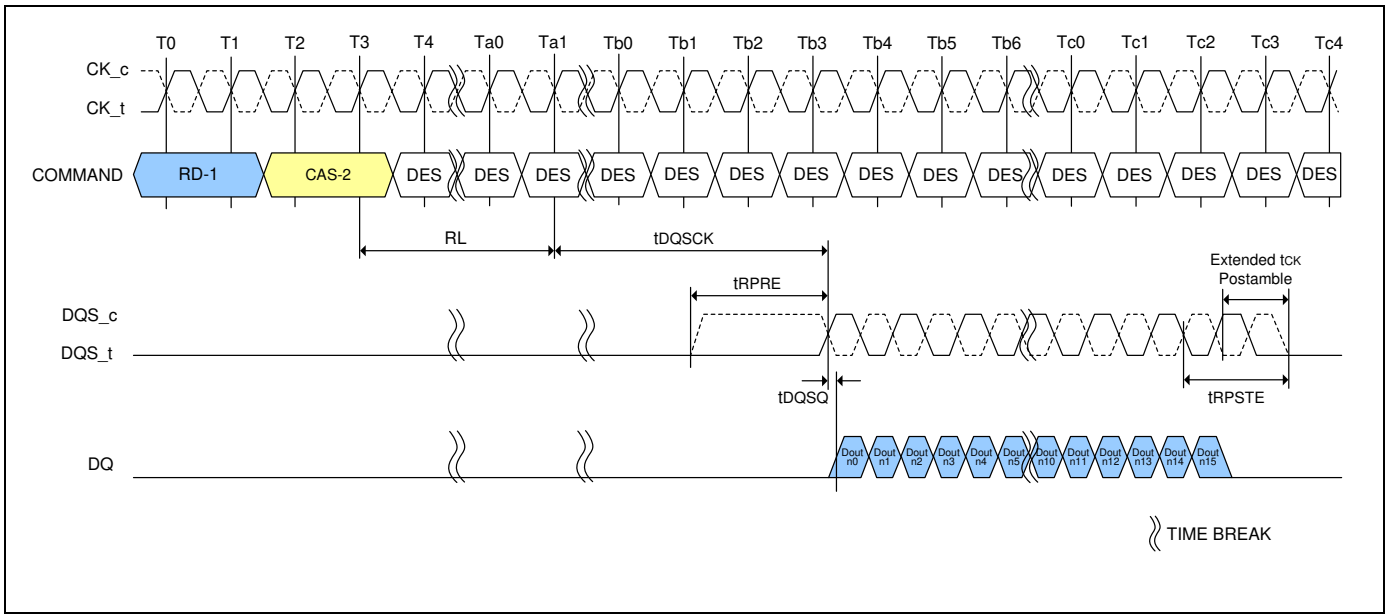 T0 T1 T2 T3 T4 Ta0 Ta1 Tb0 Tb1 Tb2 Tb3 Tb4 Tb5 Tb6 Tc0 Tc1 Tc2 Tc3 Tc4
CK_c
CK_t
COMMAND RD-1 CAS-2 DES DES DES DES DES DES DES DES DES DES DES DES DES DES DES
RL tDQSCK
Extended tCK
Postamble
tRPRE
DQS_c
DQS_t
tDQSQ tRPSTE
DQ
Dout Dout Dout Dout Dout Dout Dout Dout Dout Dout Dout Dout
n0 n1 n2 n3 n4 n5 n10 n11 n12 n13 n14 n15
TIME BREAK